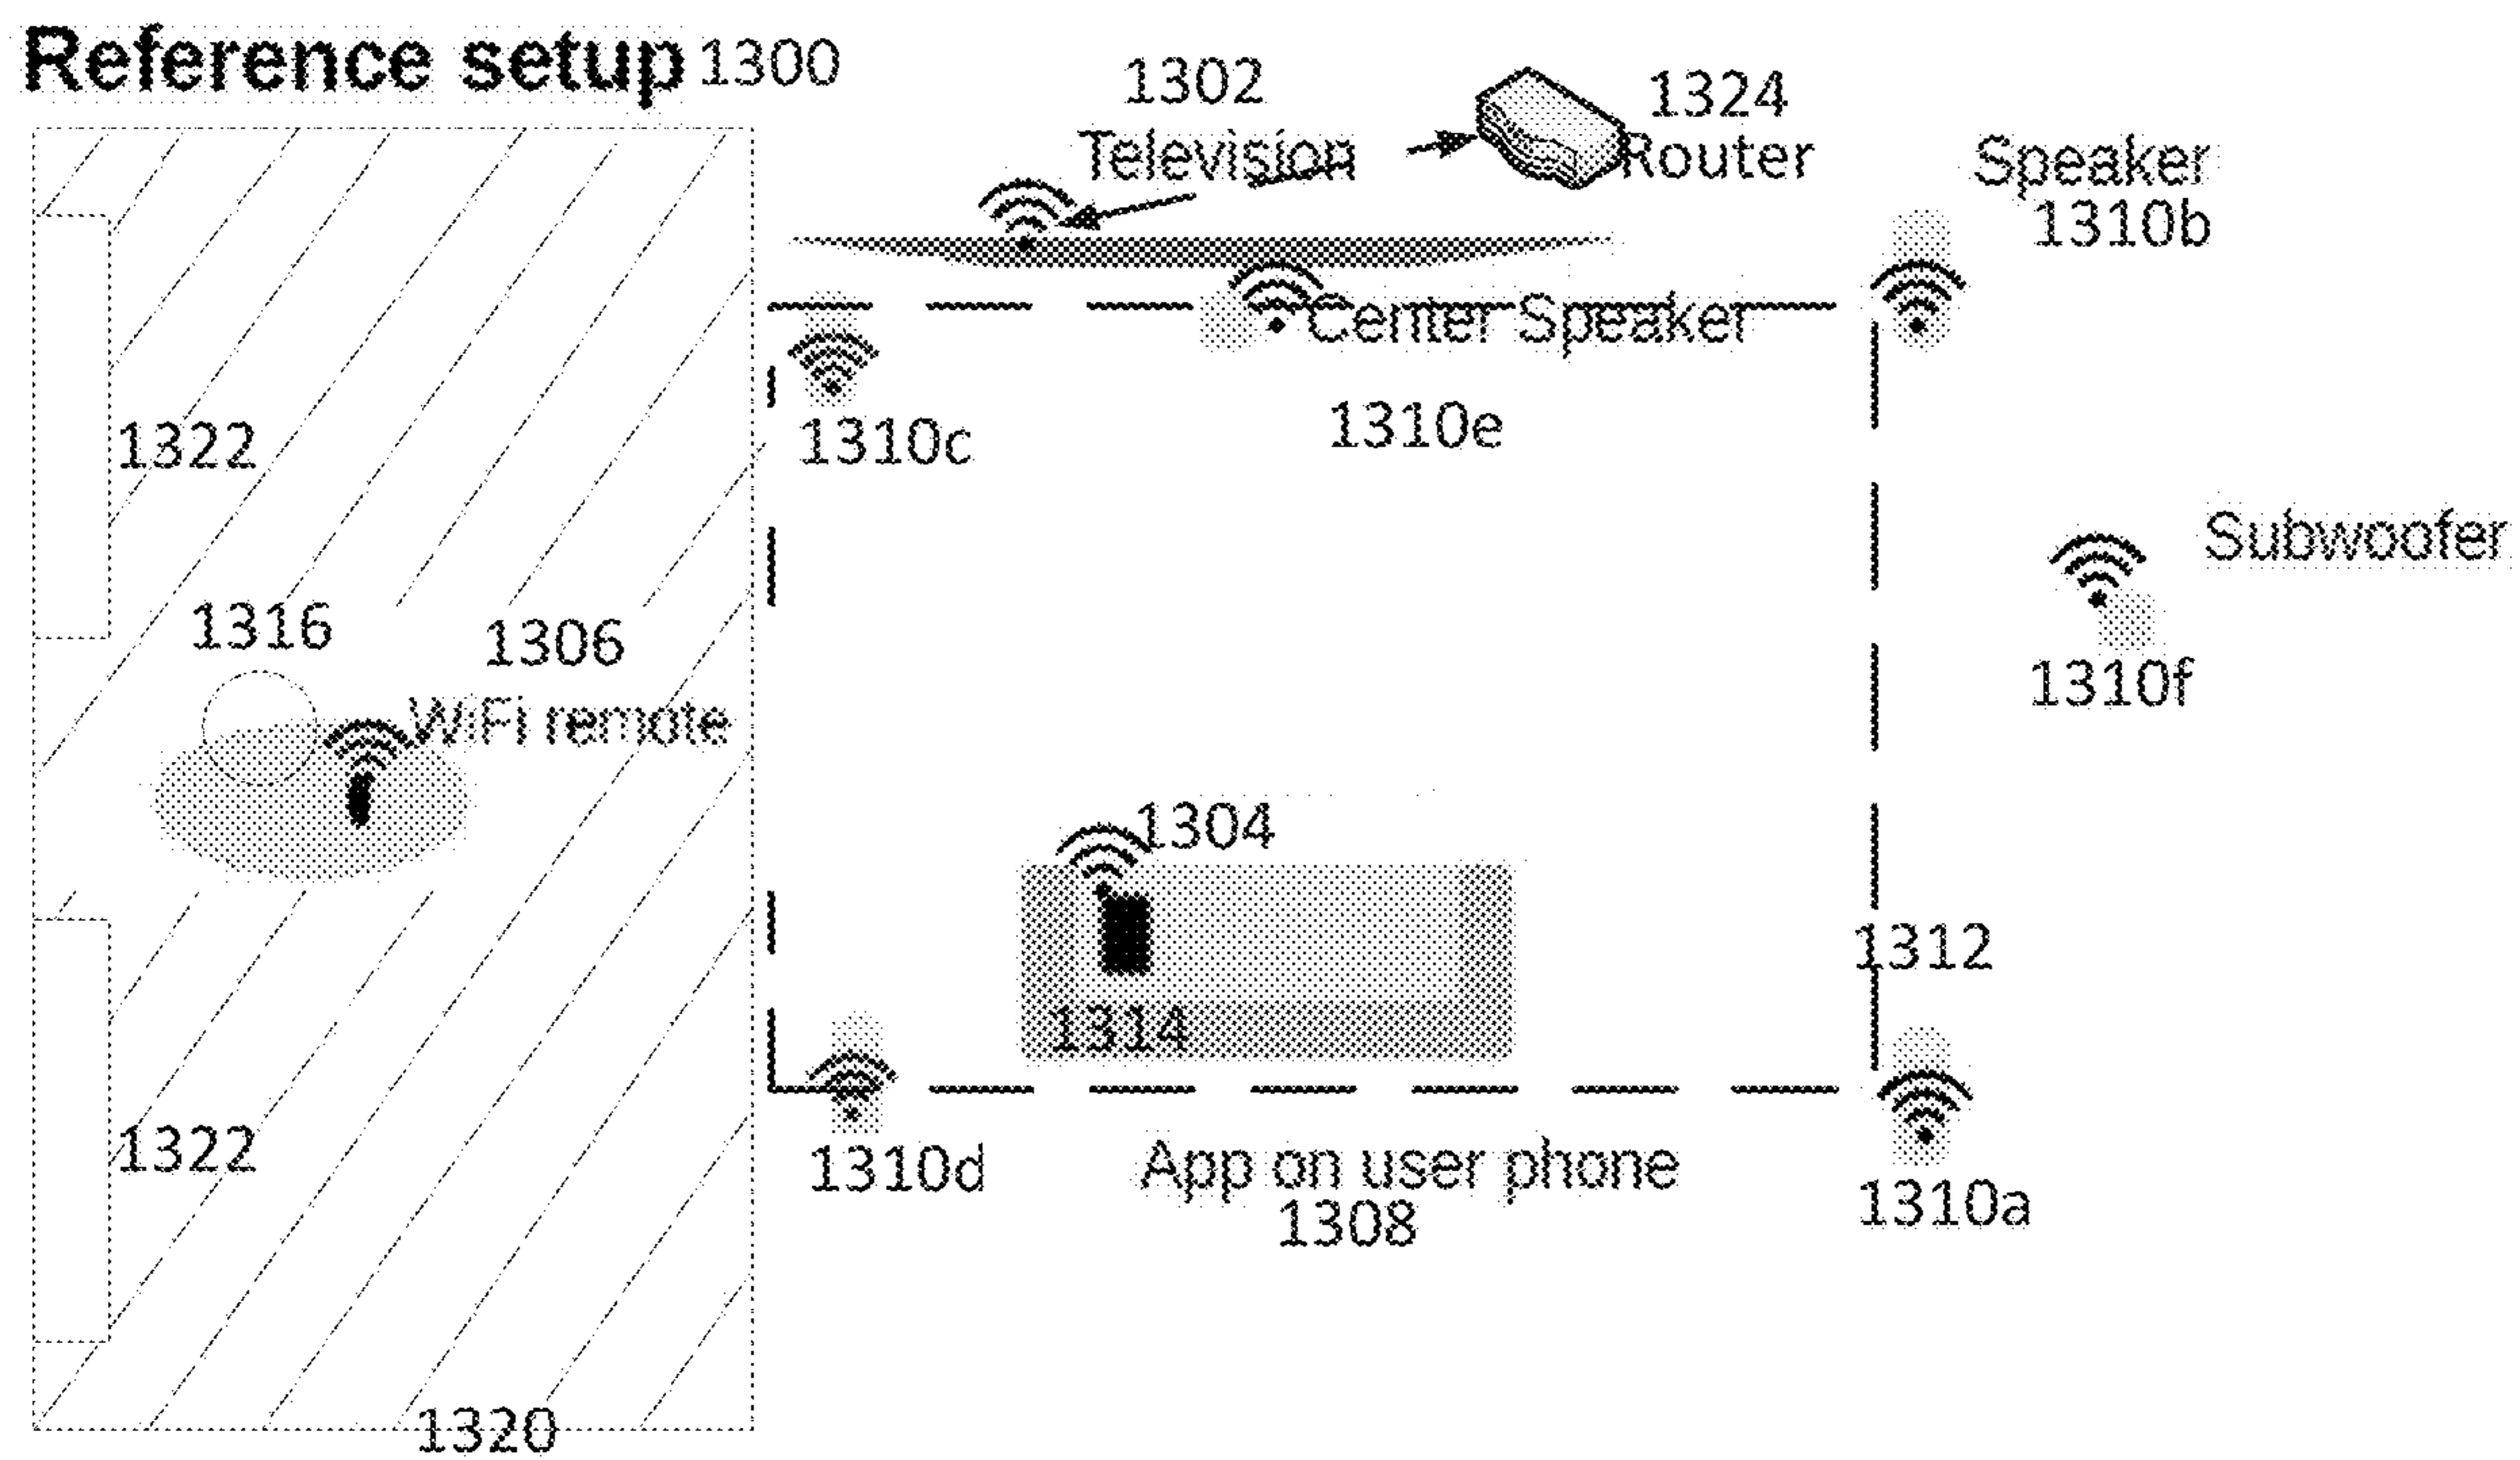 Reference setup 1300
1302
Television
1324
Router
Speaker
1310b
Center Speaker
1310c
1310e
1322
Subwoofer
1310f
1316
1306
WiFi remote
1304
1312
1314
1310d
App on user phone
1308
1310a
1322
1320